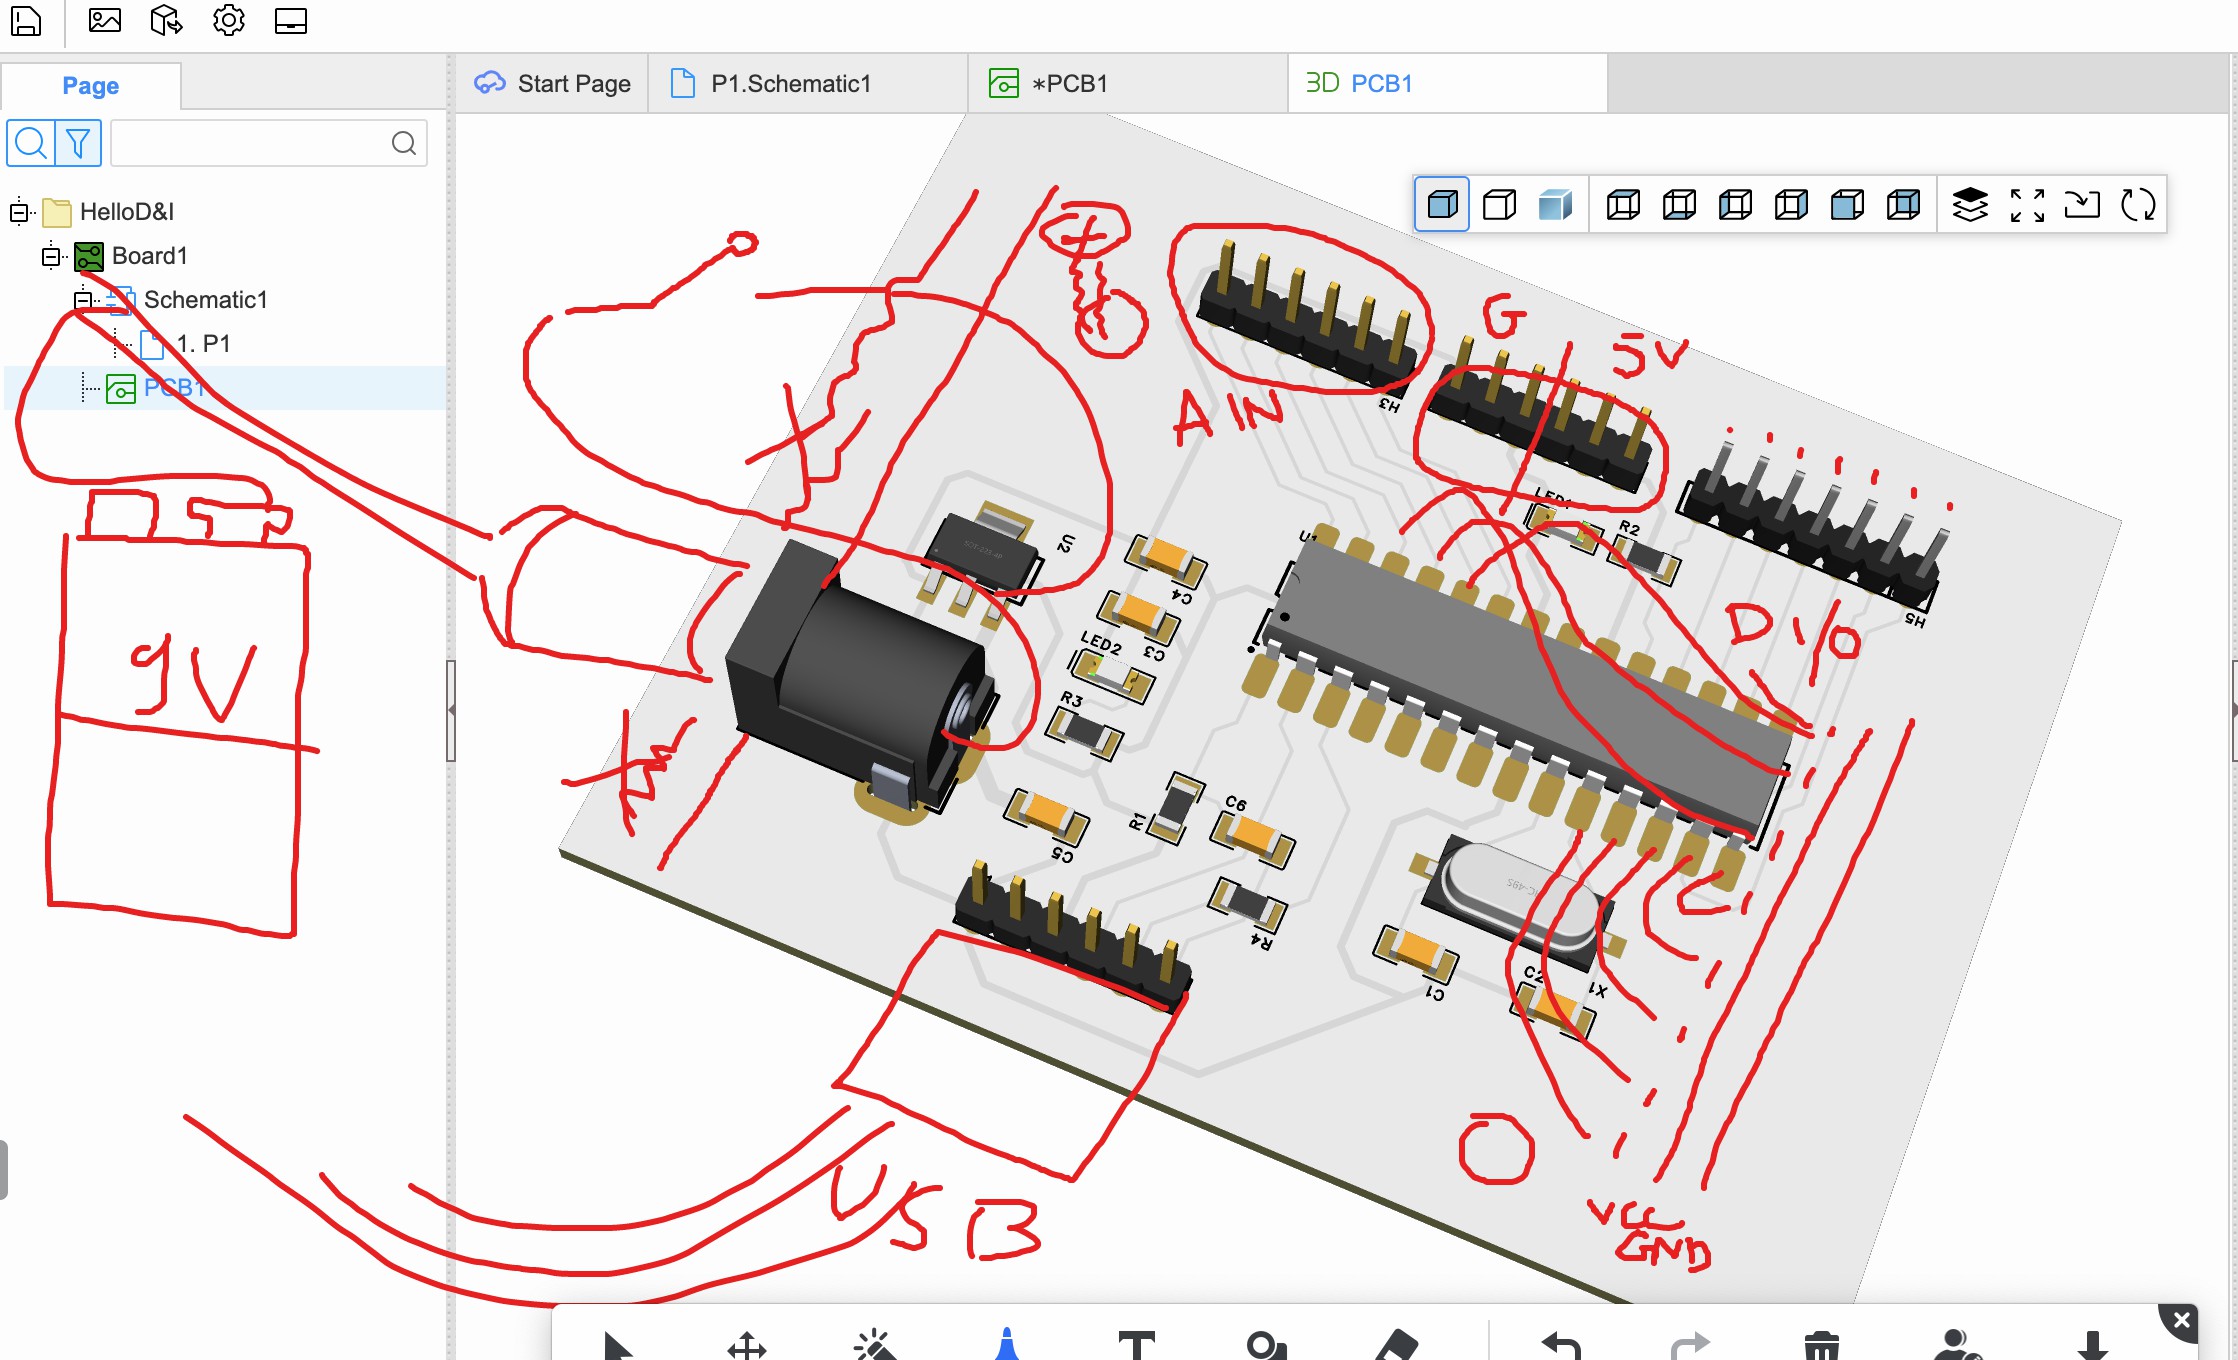 Page
Start Page
P1.Schematic1
*PCB1
3D PCB1
HelloD&I
Board1
Schematic1
1. P1
PCB1
G
5V
AIN
H3
LED1
R2
U1
U2
C4
H5
D I/O
LED2
C3
R3
9V
C6
R1
C5
R4
C1
C2
X1
USB
VCC
GND